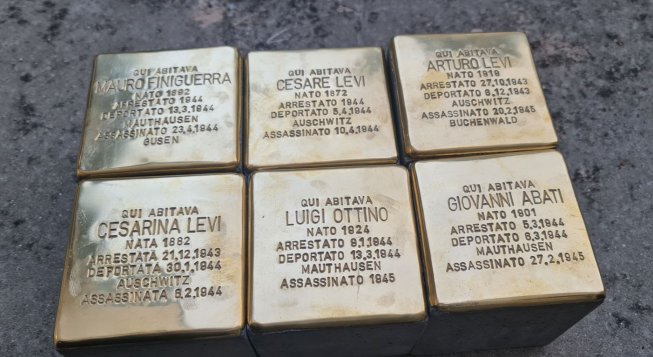 QUI ABITAVA
MAURO FINIGUERRA
NATO 1892
ARRESTATO 1944
DEPORTATO 13.3.1944
MAUTHAUSEN
ASSASSINATO 23.4.1944
GUSEN
QUI ABITAVA
CESARE LEVI
NATO 1872
ARRESTATO 1944
DEPORTATO 5.4.1944
AUSCHWITZ
ASSASSINATO 10.4.1944
QUI ABITAVA
ARTURO LEVI
NATO 1919
ARRESTATO 27.10.1943
DEPORTATO 6.12.1943
AUSCHWITZ
ASSASSINATO 20.2.1945
BUCHENWALD
QUI ABITAVA
CESARINA LEVI
NATA 1882
ARRESTATA 21.12.1943
DEPORTATA 30.1.1944
AUSCHWITZ
ASSASSINATA 6.2.1944
QUI ABITAVA
LUIGI OTTINO
NATO 1924
ARRESTATO 9.1.1944
DEPORTATO 13.3.1944
MAUTHAUSEN
ASSASSINATO 1945
QUI ABITAVA
GIOVANNI ABATI
NATO 1901
ARRESTATO 5.3.1944
DEPORTATO 8.3.1944
MAUTHAUSEN
ASSASSINATO 27.2.1945